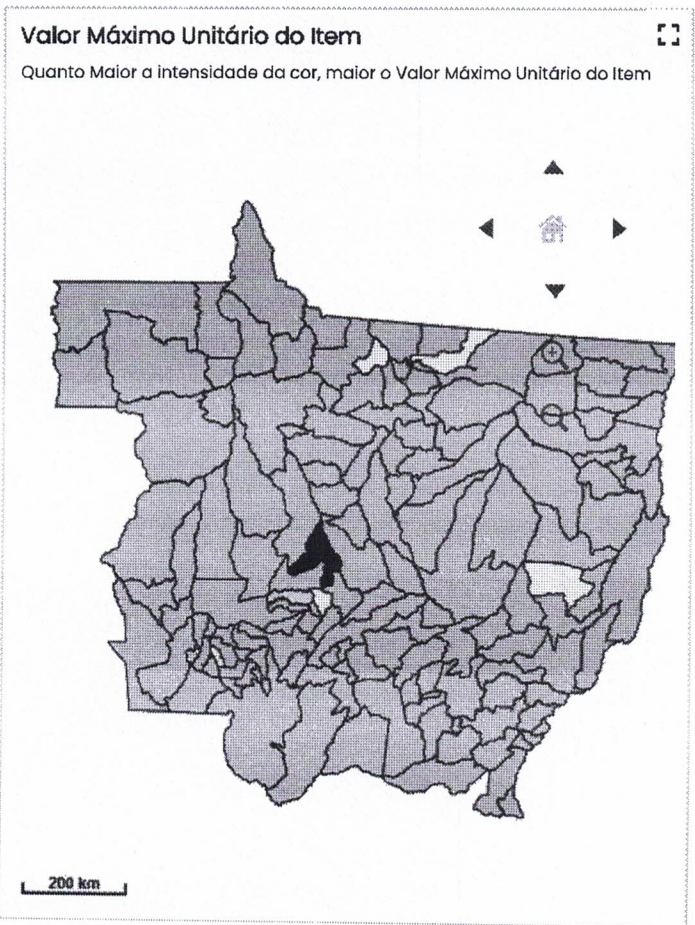 Valor Máximo Unitário do Item
Quanto Maior a intensidade da cor, maior o Valor Máximo Unitário do Item
200 km